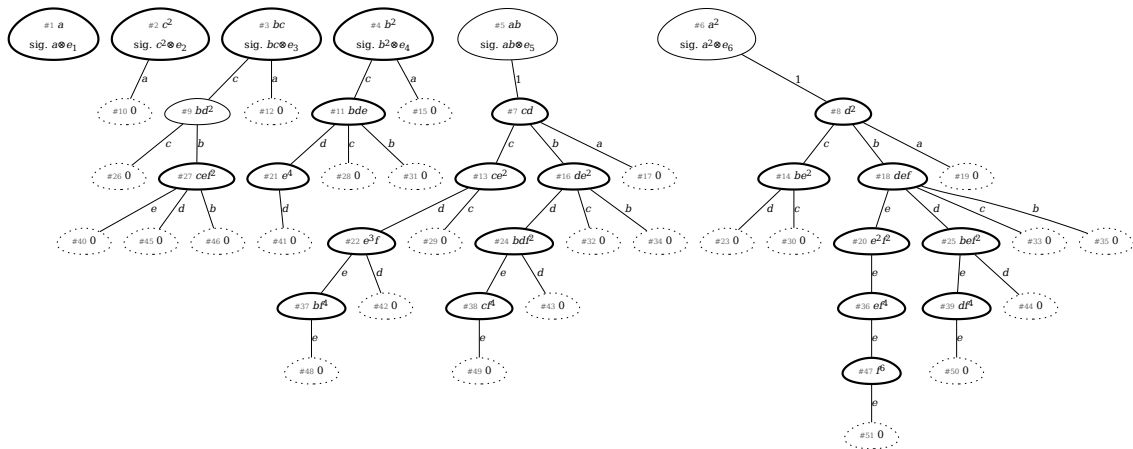 #1 a
sig. a⊗e₁
#2 c²
sig. c²⊗e₂
#3 bc
sig. bc⊗e₃
#4 b²
sig. b²⊗e₄
#5 ab
sig. ab⊗e₅
#6 a²
sig. a²⊗e₆
a c a c a 1 1
#10 0 #9 bd² #12 0 #11 bde #15 0 #7 cd #8 d²
c b d c b c b a c b a
#26 0 #27 cef² #21 e⁴ #28 0 #31 0 #13 ce² #16 de² #17 0 #14 be² #18 def #19 0
e d b d d c d c b d c e d c b
#40 0 #45 0 #46 0 #41 0 #22 e³f #29 0 #24 bdf² #32 0 #34 0 #23 0 #30 0 #20 e²f² #25 bef² #33 0 #35 0
e d e d e e d
#37 bf⁴ #42 0 #38 cf⁴ #43 0 #36 ef⁴ #39 df⁴ #44 0
e e e e
#48 0 #49 0 #47 f⁶ #50 0
e
#51 0